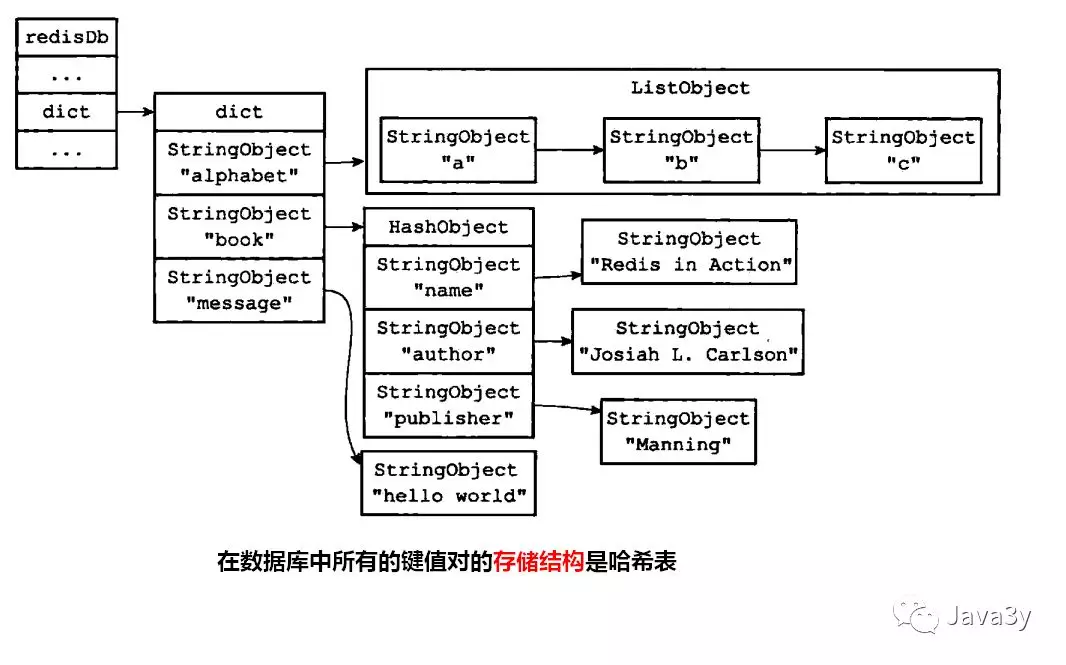 redisDb
...
dict
...
dict
StringObject
"alphabet"
StringObject
"book"
StringObject
"message"
ListObject
StringObject
"a"
StringObject
"b"
StringObject
"c"
HashObject
StringObject
"name"
StringObject
"author"
StringObject
"publisher"
StringObject
"Redis in Action"
StringObject
"Josiah L. Carlson"
StringObject
"Manning"
StringObject
"hello world"
在数据库中所有的键值对的存储结构是哈希表
Java3y